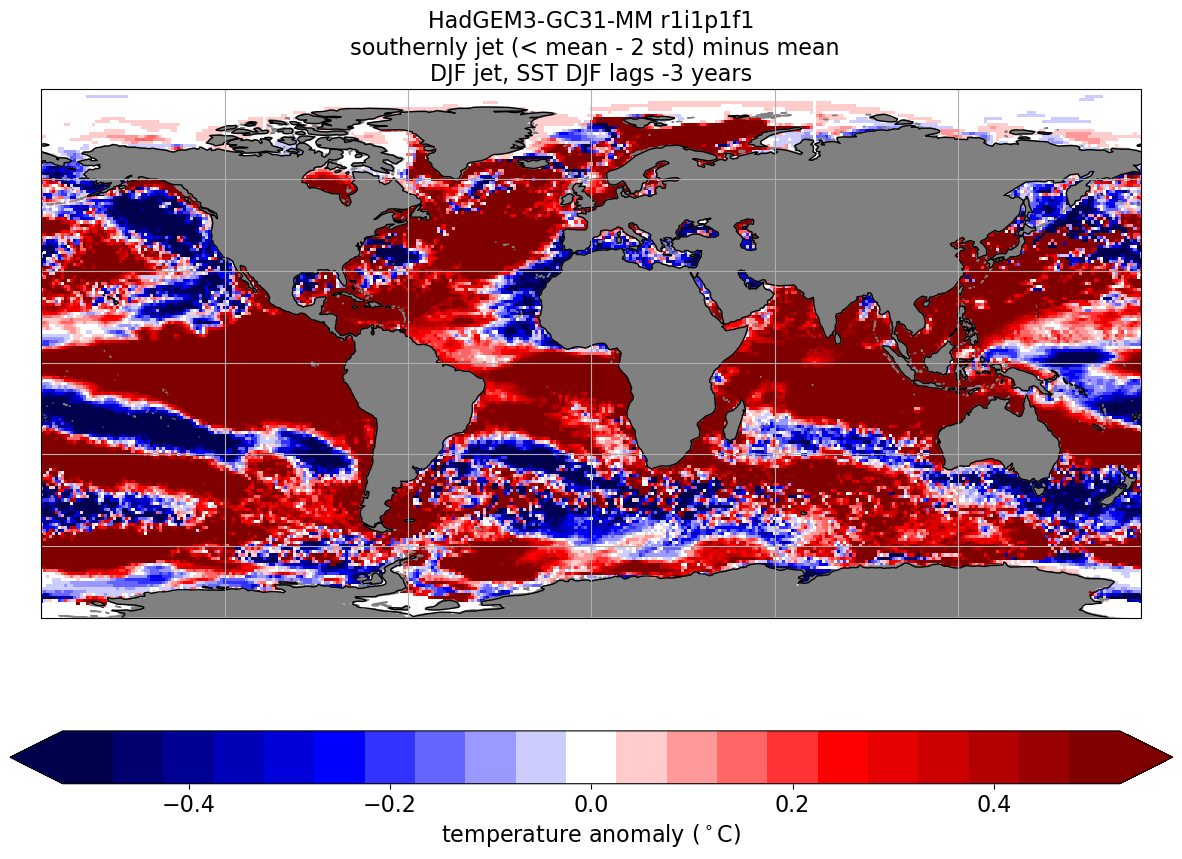 HadGEM3-GC31-MM r1i1p1f1
southernly jet (< mean - 2 std) minus mean
DJF jet, SST DJF lags -3 years
−0.4 −0.2 0.0 0.2 0.4
temperature anomaly (∘C)